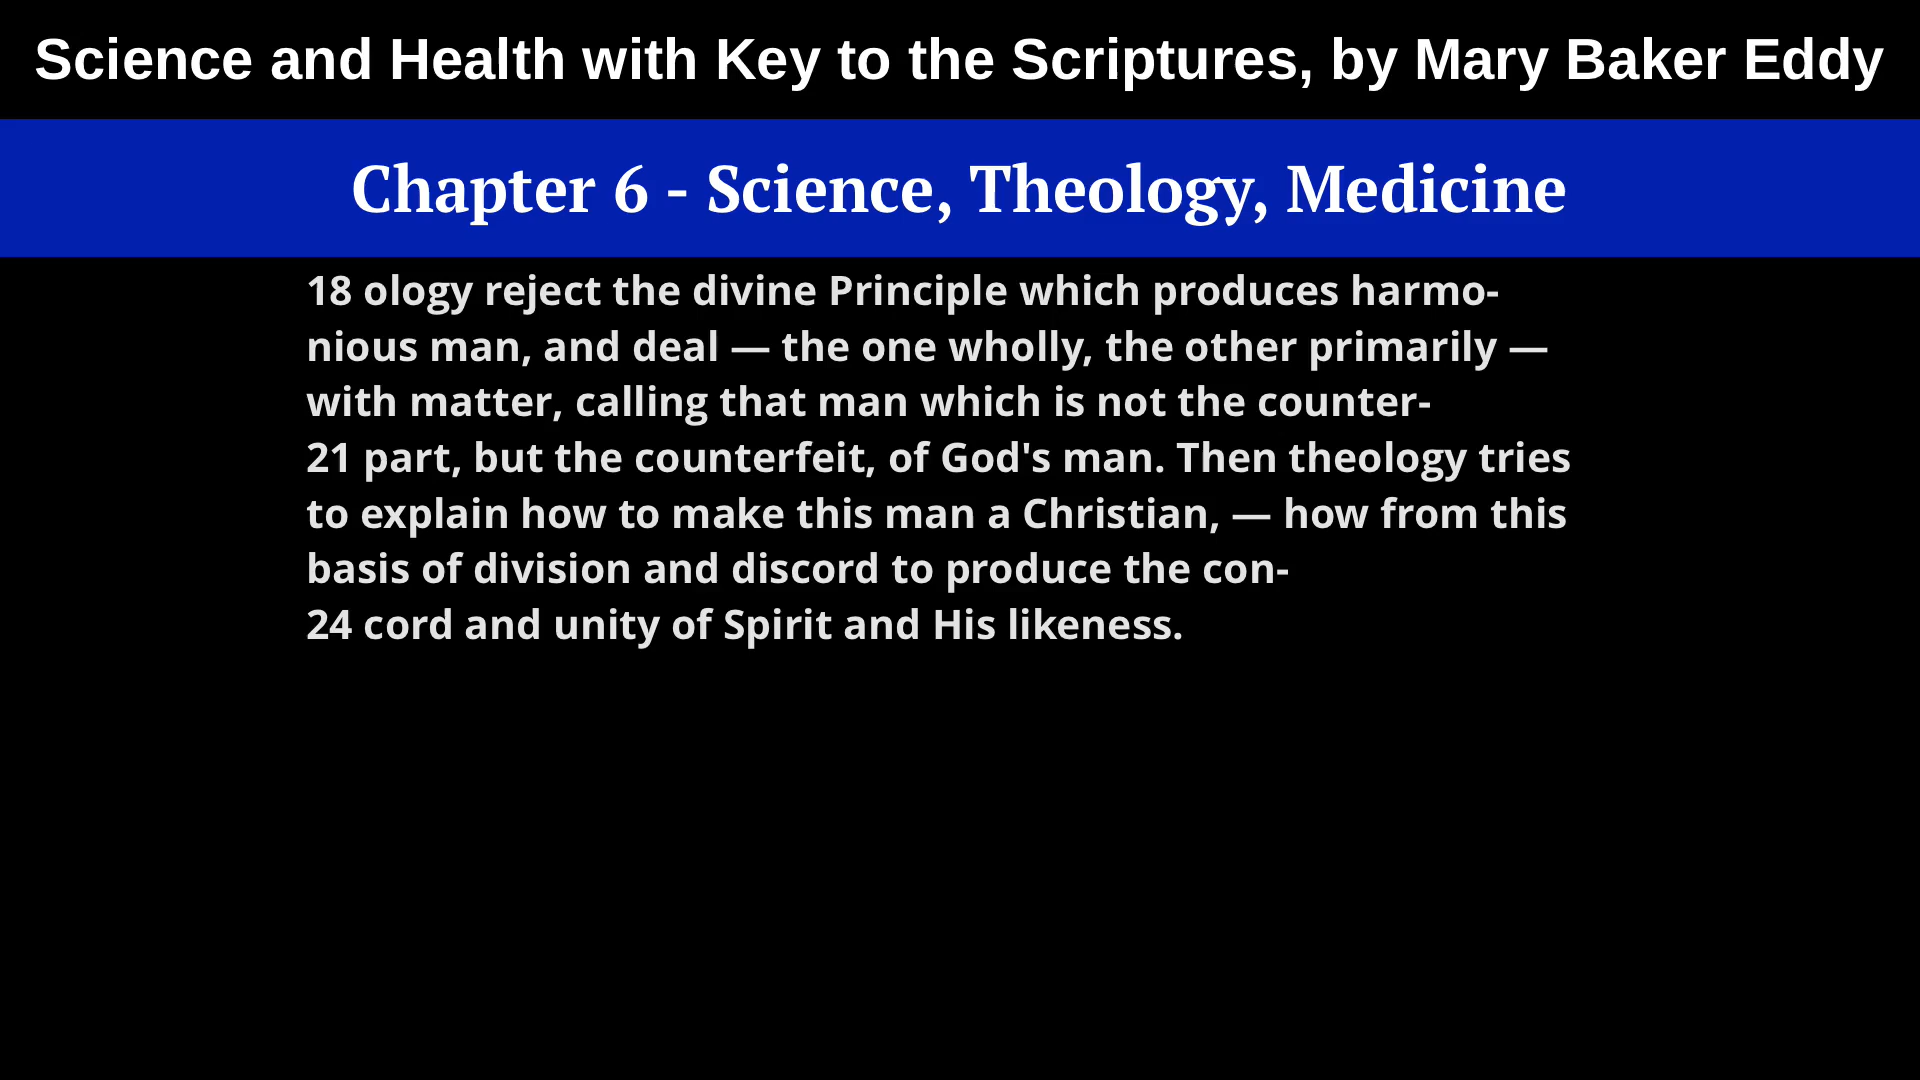 Science and Health with Key to the Scriptures, by Mary Baker Eddy
Chapter 6 - Science, Theology, Medicine
18 ology reject the divine Principle which produces harmo-
nious man, and deal — the one wholly, the other primarily —
with matter, calling that man which is not the counter-
21 part, but the counterfeit, of God's man. Then theology tries
to explain how to make this man a Christian, — how from this
basis of division and discord to produce the con-
24 cord and unity of Spirit and His likeness.